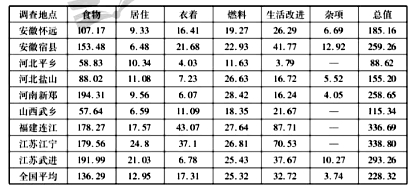 调查地点 食物 居住 衣着 燃料 生活改进 杂项 总值
安徽怀远 107.17 9.33 16.41 19.27 26.29 6.69 185.16
安徽宿县 153.48 6.48 21.68 22.93 41.77 12.92 259.26
河北平乡 58.83 10.34 4.03 11.63 3.79 — 88.62
河北盐山 88.02 11.08 7.23 26.63 16.72 5.52 155.20
河南新郑 194.31 9.56 6.07 28.42 16.24 4.05 258.65
山西武乡 57.64 6.59 11.09 18.35 21.67 — 115.34
福建连江 178.27 17.57 43.07 27.64 87.71 — 336.69
江苏江宁 179.56 24.8 37.1 26.81 70.53 — 338.80
江苏武进 191.99 21.03 6.78 25.43 37.67 10.27 293.26
全国平均 136.29 12.95 17.31 25.32 32.72 3.74 228.32